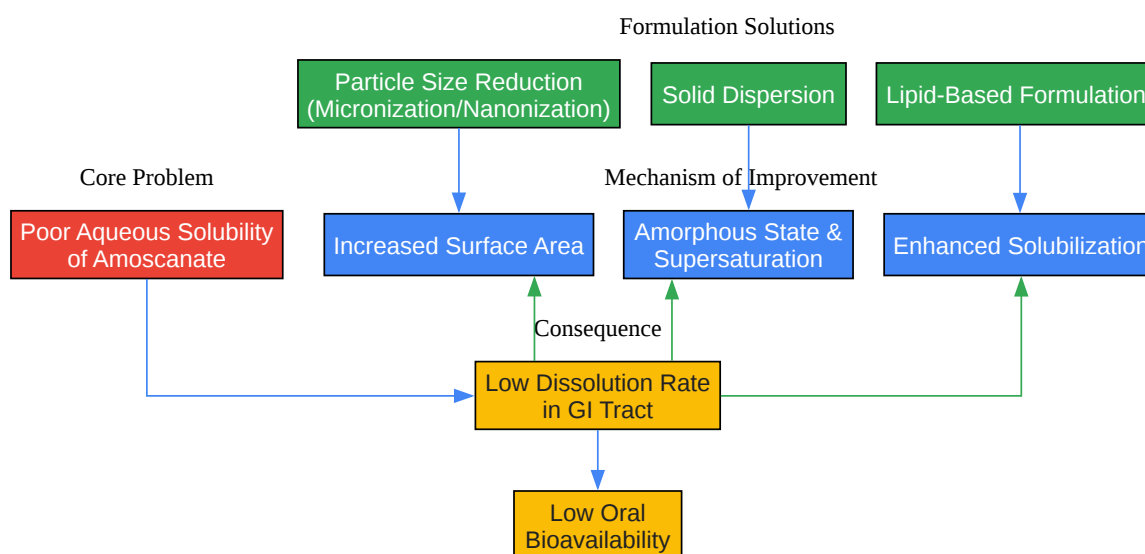 Formulation Solutions
Particle Size Reduction
(Micronization/Nanonization)
Solid Dispersion
Lipid-Based Formulation
Core Problem
Mechanism of Improvement
Poor Aqueous Solubility
of Amoscanate
Increased Surface Area
Amorphous State &
Supersaturation
Enhanced Solubilization
Consequence
Low Dissolution Rate
in GI Tract
Low Oral
Bioavailability